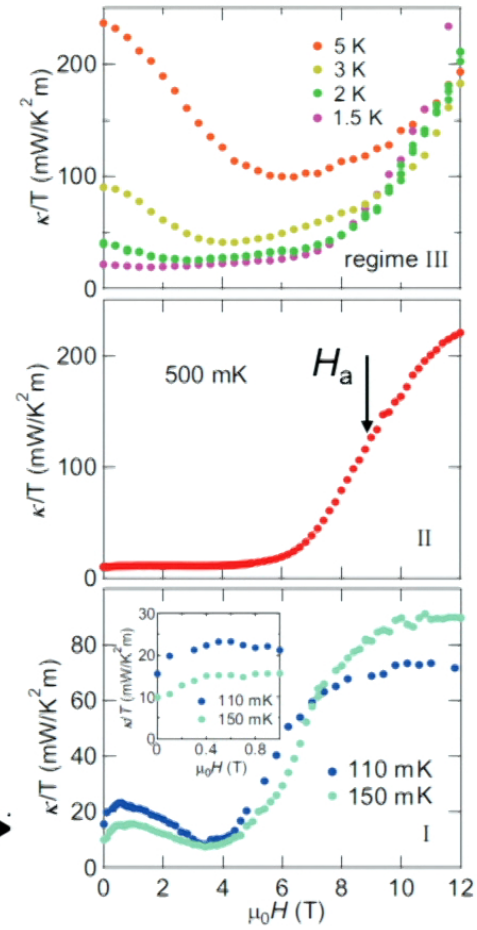 κ/T (mW/K²m)
200
100
0
5 K
3 K
2 K
1.5 K
regime III
κ/T (mW/K²m)
200
100
0
500 mK
Hₐ
II
κ/T (mW/K²m)
80
60
40
20
0
κ/T (mW/K²m)
30
20
10
0
110 mK
150 mK
0 0.4 0.8
μ₀H (T)
110 mK
150 mK
I
0 2 4 6 8 10 12
μ₀H (T)